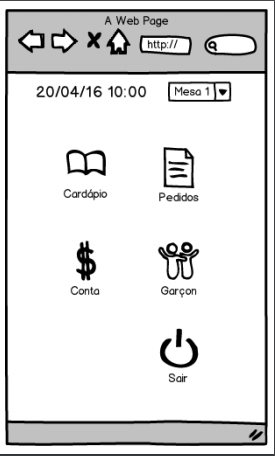 A Web Page
http://
20/04/16 10:00 Mesa 1
Cardápio Pedidos
$
Conta Garçon
Sair